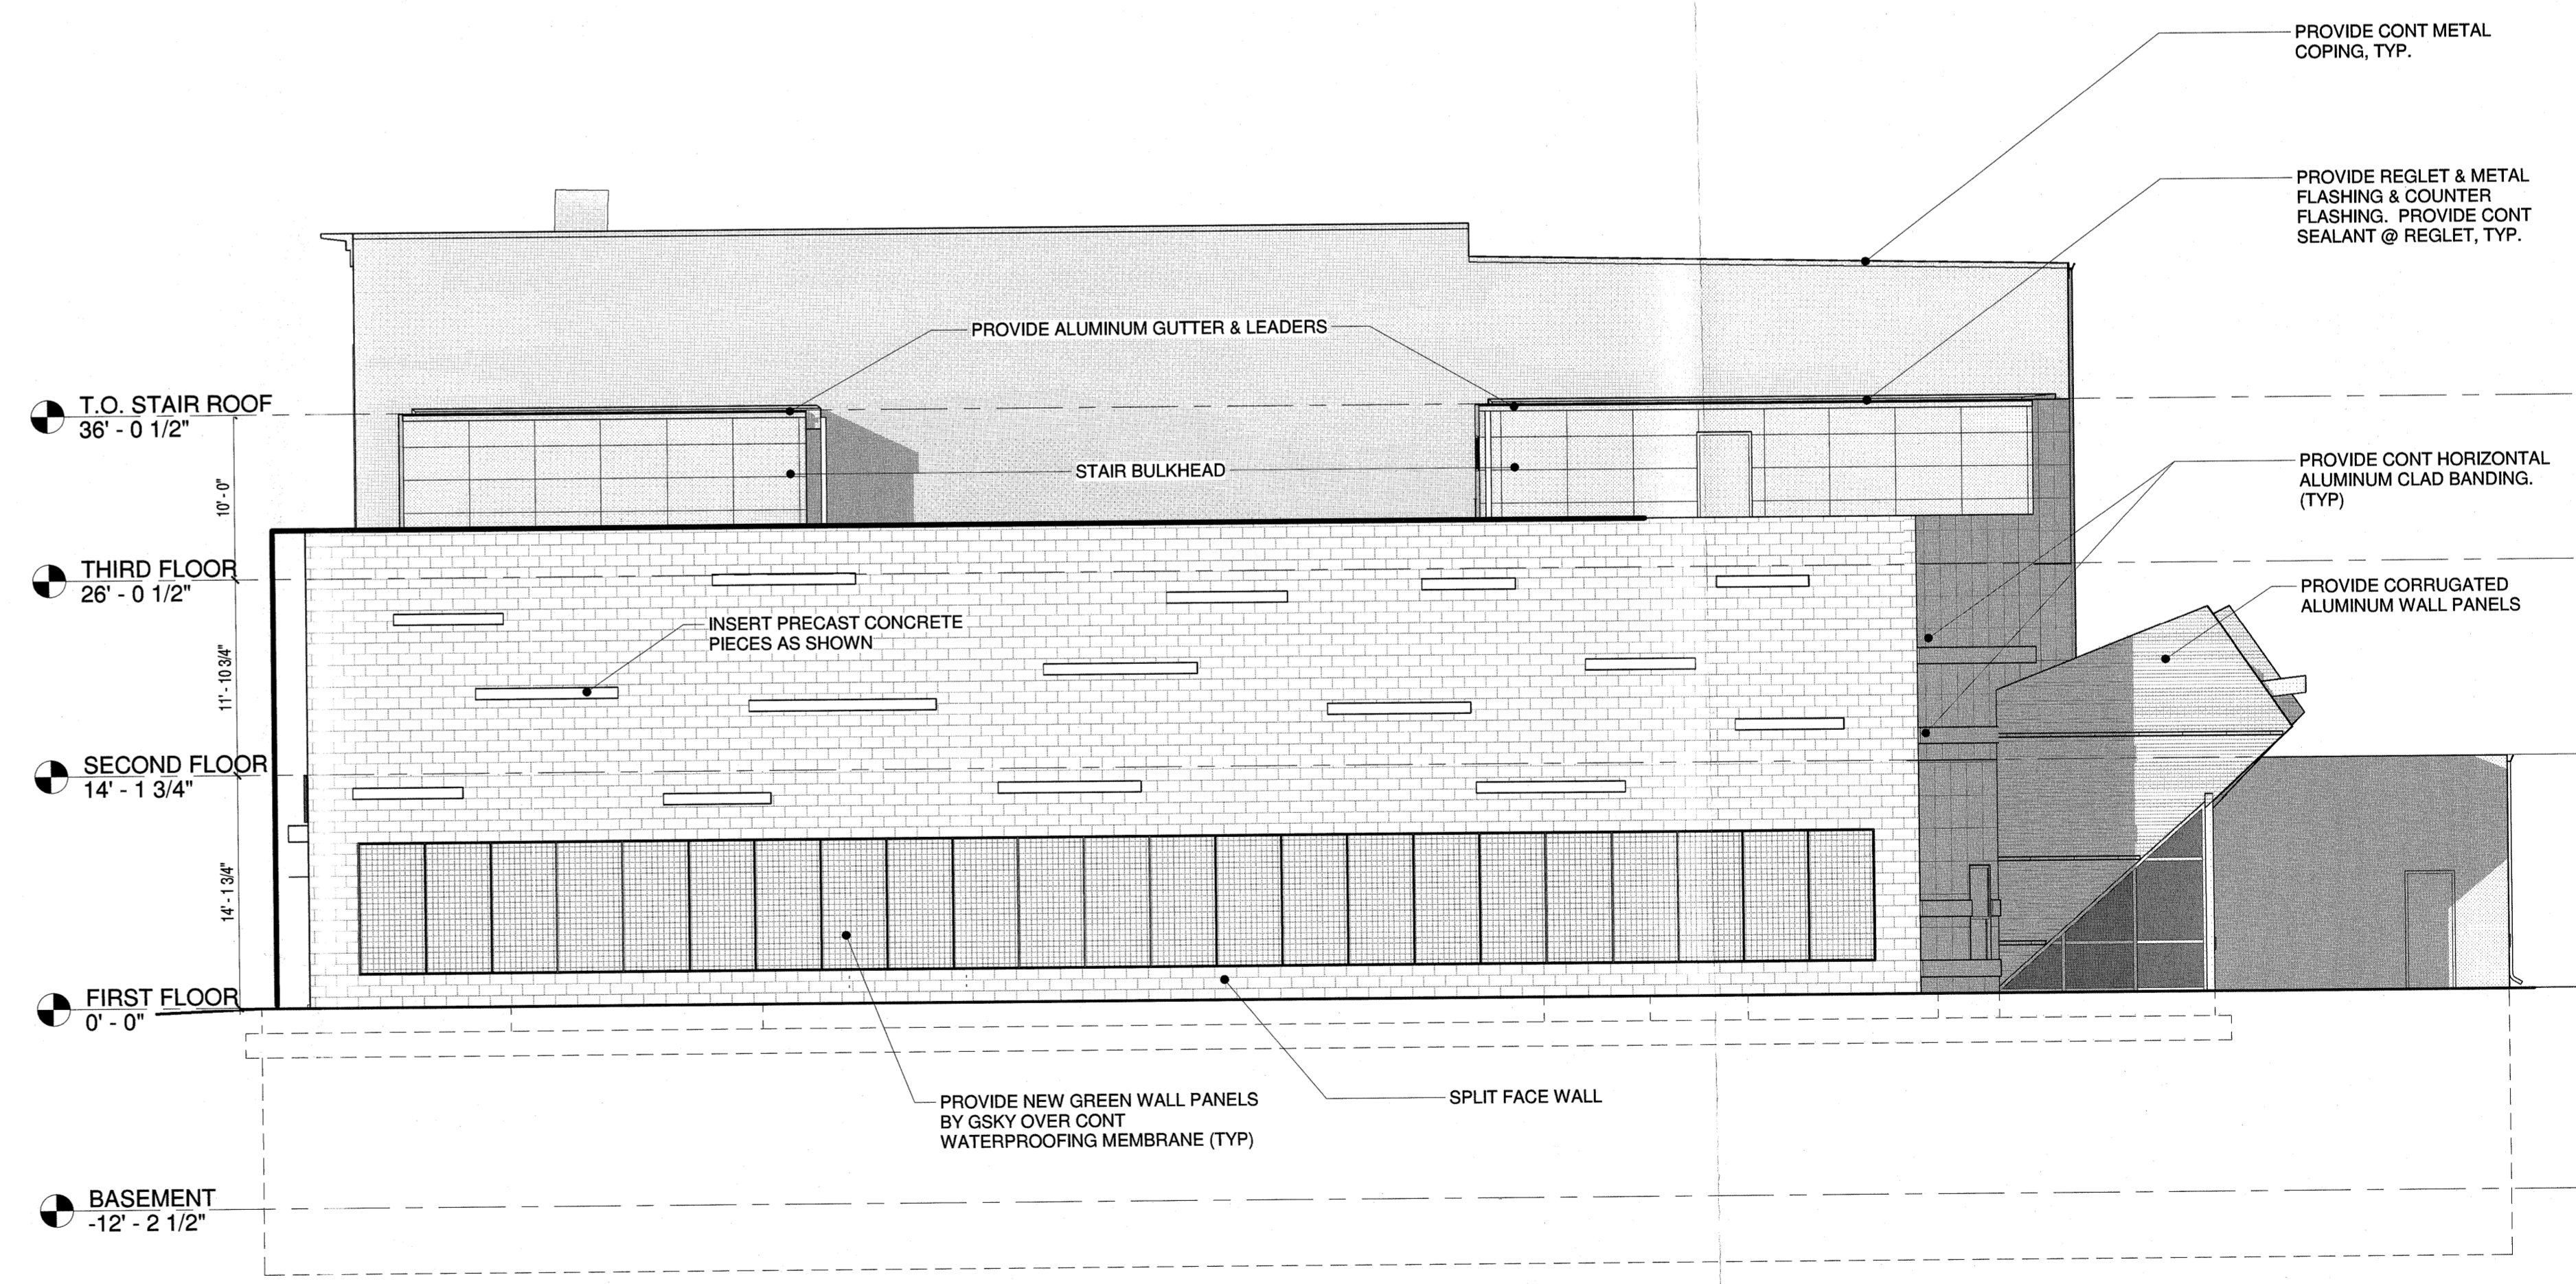 PROVIDE CONT METAL
COPING, TYP.
PROVIDE REGLET & METAL
FLASHING & COUNTER
FLASHING. PROVIDE CONT
SEALANT @ REGLET, TYP.
PROVIDE ALUMINUM GUTTER & LEADERS
T.O. STAIR ROOF
36' - 0 1/2"
STAIR BULKHEAD
PROVIDE CONT HORIZONTAL
ALUMINUM CLAD BANDING.
(TYP)
10' - 0"
THIRD FLOOR
26' - 0 1/2"
PROVIDE CORRUGATED
ALUMINUM WALL PANELS
INSERT PRECAST CONCRETE
PIECES AS SHOWN
11' - 10 3/4"
SECOND FLOOR
14' - 1 3/4"
14' - 1 3/4"
FIRST FLOOR
0' - 0"
PROVIDE NEW GREEN WALL PANELS
BY GSKY OVER CONT
WATERPROOFING MEMBRANE (TYP)
SPLIT FACE WALL
BASEMENT
-12' - 2 1/2"